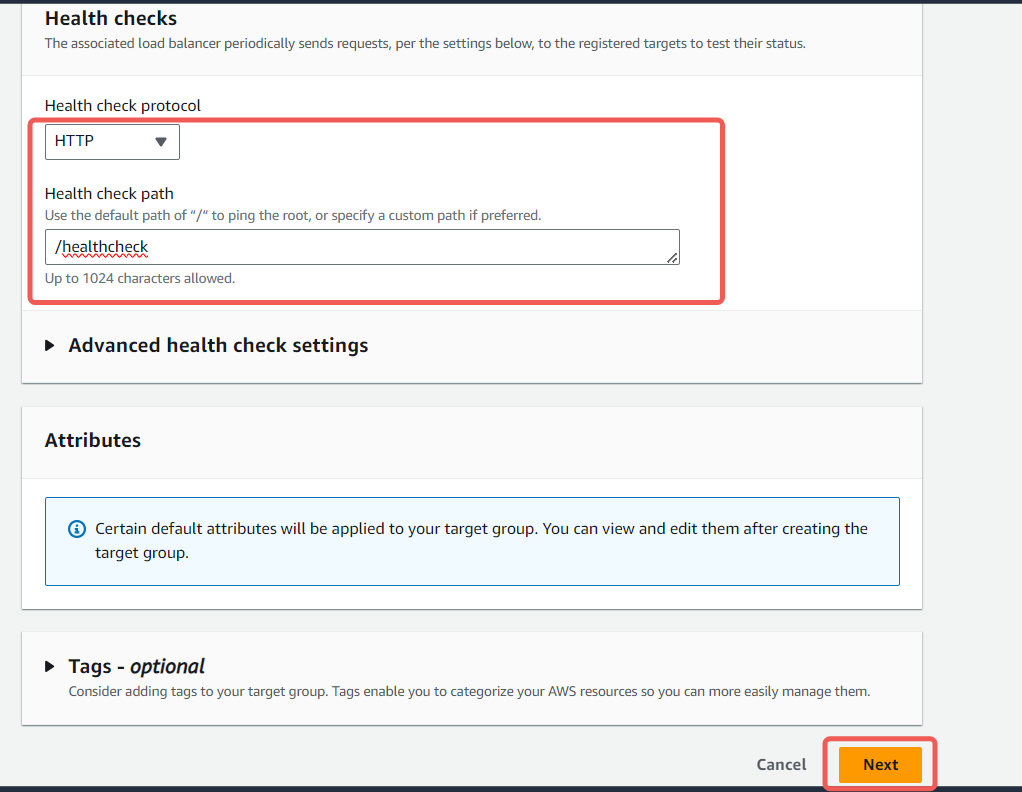 Health checks
The associated load balancer periodically sends requests, per the settings below, to the registered targets to test their status.
Health check protocol
HTTP
Health check path
Use the default path of "/" to ping the root, or specify a custom path if preferred.
/healthcheck
Up to 1024 characters allowed.
Advanced health check settings
Attributes
Certain default attributes will be applied to your target group. You can view and edit them after creating the
target group.
Tags - optional
Consider adding tags to your target group. Tags enable you to categorize your AWS resources so you can more easily manage them.
Cancel
Next